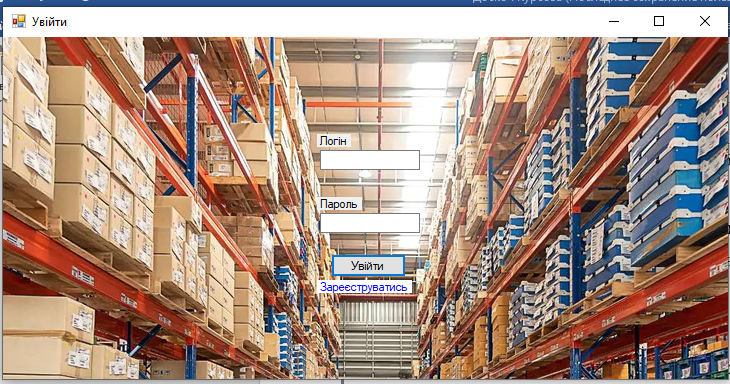 Увійти
Логін
Пароль
Увійти
Зареєструватись